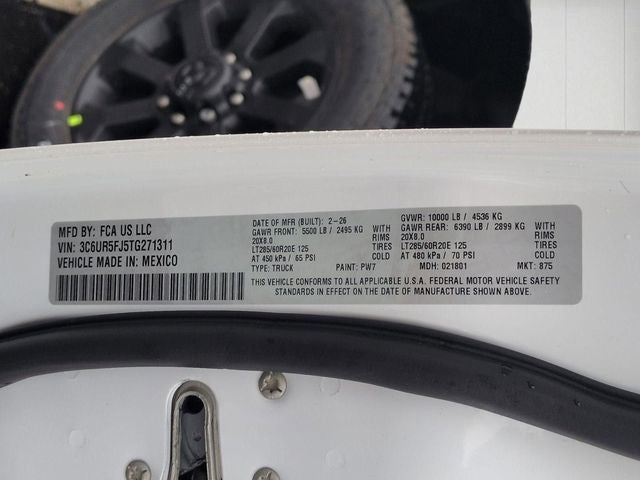 MFD BY: FCA US LLC
VIN: 3C6UR5FJ5TG271311
VEHICLE MADE IN: MEXICO
DATE OF MFR (BUILT): 2-26
GAWR FRONT: 5500 LB / 2495 KG
20X8.0 WITH RIMS
LT285/60R20E 125 TIRES
AT 450 kPa / 65 PSI COLD
TYPE: TRUCK PAINT: PW7
GVWR: 10000 LB / 4536 KG
GAWR REAR: 6390 LB / 2899 KG
20X8.0 WITH RIMS
LT285/60R20E 125 TIRES
AT 480 kPa / 70 PSI COLD
MDH: 021801 MKT: 875
THIS VEHICLE CONFORMS TO ALL APPLICABLE U.S.A. FEDERAL MOTOR VEHICLE SAFETY
STANDARDS IN EFFECT ON THE DATE OF MANUFACTURE SHOWN ABOVE.